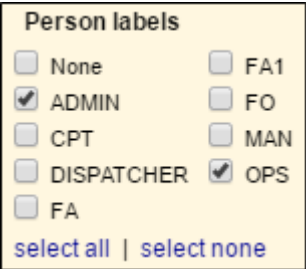 Person labels
None FA1
ADMIN FO
CPT MAN
DISPATCHER OPS
FA
select all | select none